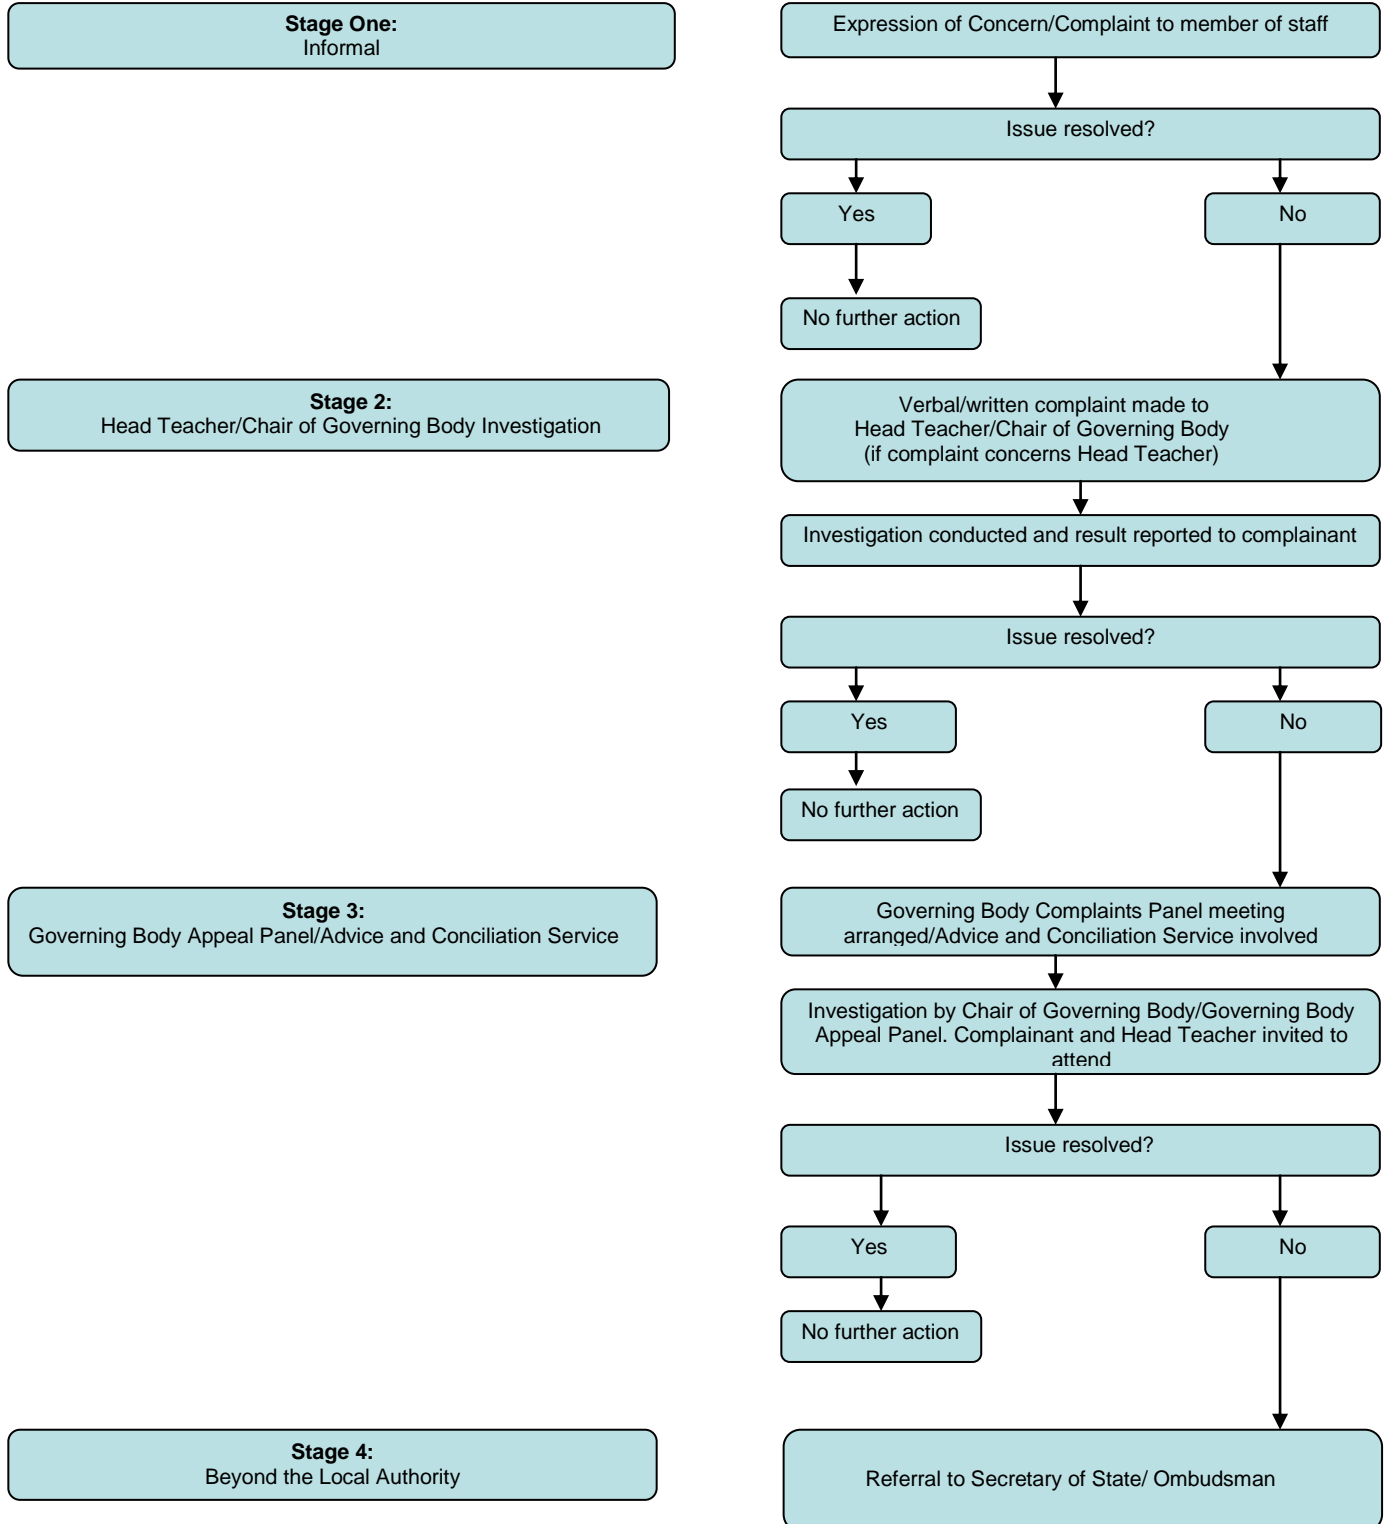 Stage One:
Informal
Expression of Concern/Complaint to member of staff
Issue resolved?
Yes
No
No further action
Stage 2:
Head Teacher/Chair of Governing Body Investigation
Verbal/written complaint made to
Head Teacher/Chair of Governing Body
(if complaint concerns Head Teacher)
Investigation conducted and result reported to complainant
Issue resolved?
Yes
No
No further action
Stage 3:
Governing Body Appeal Panel/Advice and Conciliation Service
Governing Body Complaints Panel meeting
arranged/Advice and Conciliation Service involved
Investigation by Chair of Governing Body/Governing Body
Appeal Panel. Complainant and Head Teacher invited to
attend
Issue resolved?
Yes
No
No further action
Stage 4:
Beyond the Local Authority
Referral to Secretary of State/ Ombudsman